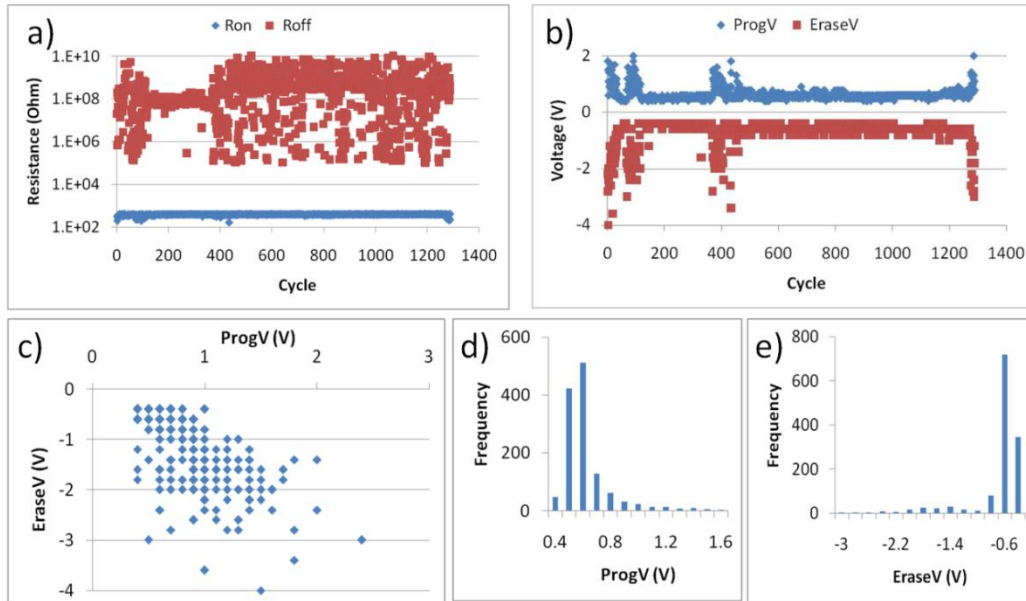 a)
Ron Roff
Resistance (Ohm)
1.E+10
1.E+08
1.E+06
1.E+04
1.E+02
0 200 400 600 800 1000 1200 1400
Cycle
b)
ProgV EraseV
Voltage (V)
2
0
-2
-4
0 200 400 600 800 1000 1200 1400
Cycle
c)
ProgV (V)
0 1 2 3
EraseV (V)
0
-1
-2
-3
-4
d)
Frequency
600
400
200
0
0.4 0.8 1.2 1.6
ProgV (V)
e)
Frequency
800
600
400
200
0
-3 -2.2 -1.4 -0.6
EraseV (V)